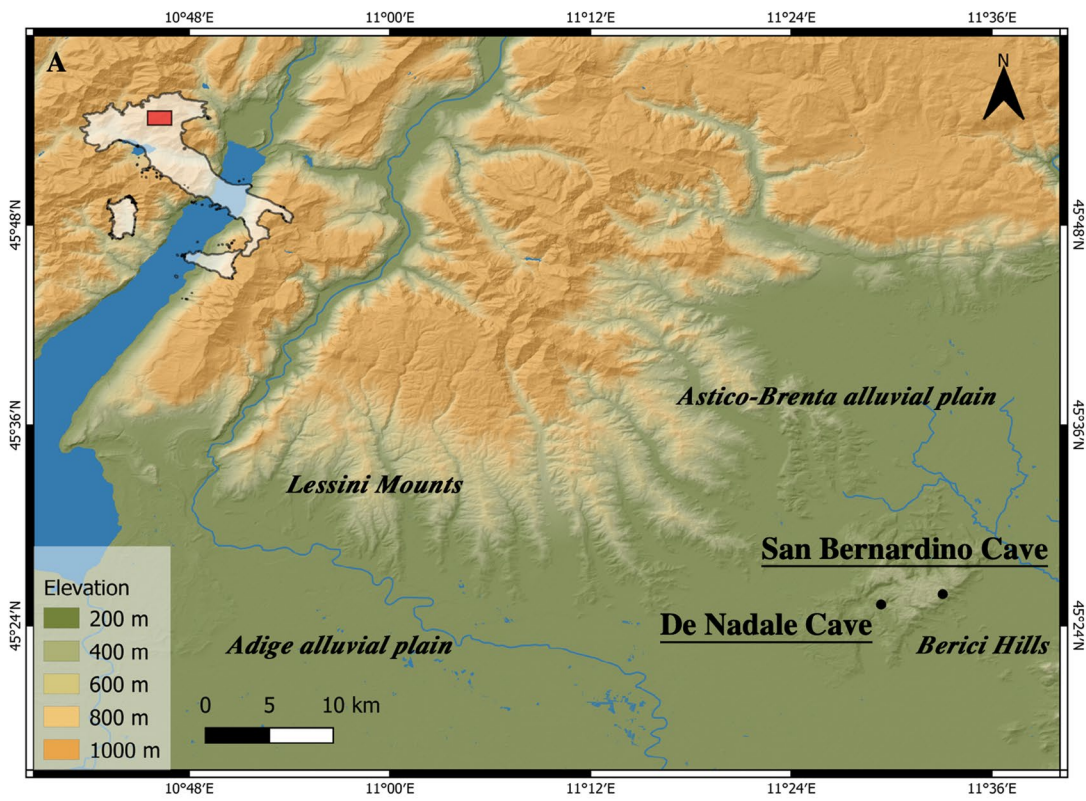 10°48'E 11°00'E 11°12'E 11°24'E 11°36'E
A
N
45°48'N 45°48'N
45°36'N 45°36'N
Astico-Brenta alluvial plain
Lessini Mounts
San Bernardino Cave
De Nadale Cave
45°24'N 45°24'N
Adige alluvial plain
Berici Hills
Elevation
200 m
400 m
600 m
800 m
1000 m
0 5 10 km
10°48'E 11°00'E 11°12'E 11°24'E 11°36'E